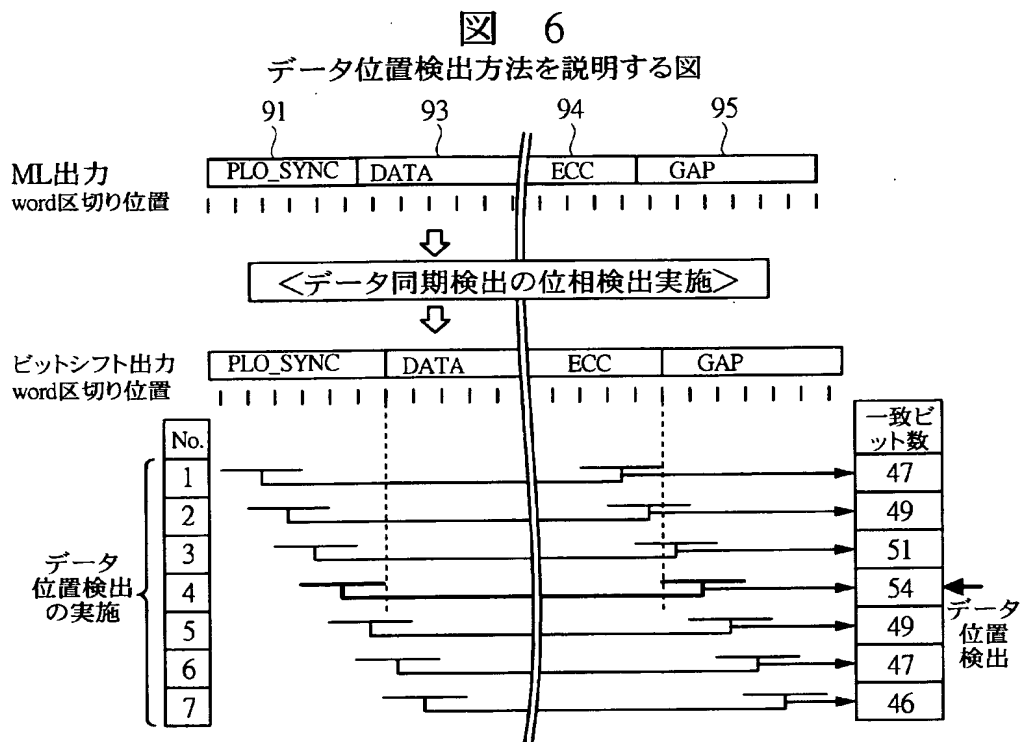 図 6
データ位置検出方法を説明する図
91 93 94 95
ML出力 PLO_SYNC DATA ECC GAP
word区切り位置
<データ同期検出の位相検出実施>
ビットシフト出力 PLO_SYNC DATA ECC GAP
word区切り位置
No.
一致ビ
ット数
1 47
2 49
3 51
4 54
5 49
6 47
7 46
データ
位置検出
の実施
データ
位置
検出